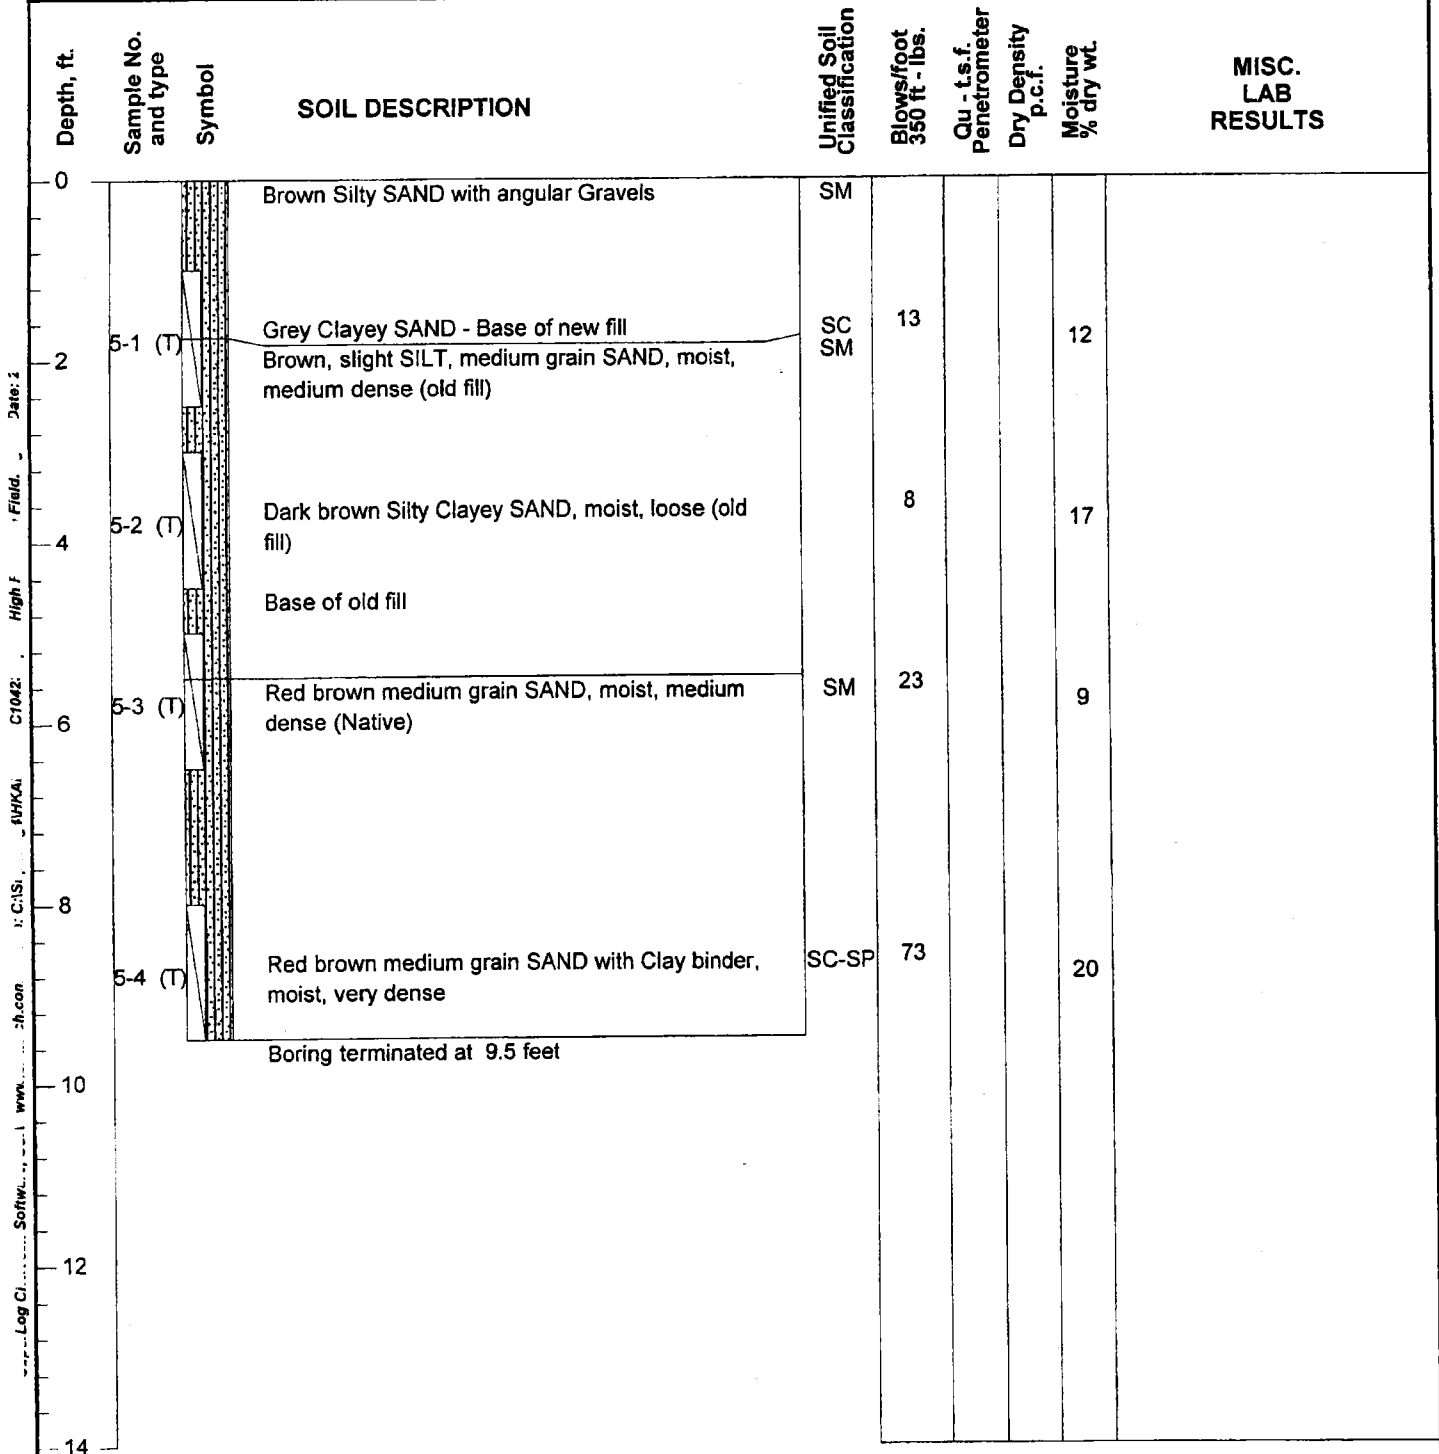 Depth, ft.
Sample No.
and type
Symbol
SOIL DESCRIPTION
Unified Soil
Classification
Blows/foot
350 ft - lbs.
Qu - t.s.f.
Penetrometer
Dry Density
p.c.f.
Moisture
% dry wt.
MISC.
LAB
RESULTS
0
Brown Silty SAND with angular Gravels
SM
5-1 (T)
Grey Clayey SAND - Base of new fill
SC
13
12
2
Brown, slight SILT, medium grain SAND, moist,
SM
medium dense (old fill)
5-2 (T)
Dark brown Silty Clayey SAND, moist, loose (old
fill)
8
17
4
Base of old fill
5-3 (T)
Red brown medium grain SAND, moist, medium
dense (Native)
SM
23
9
6
8
5-4 (T)
Red brown medium grain SAND with Clay binder,
moist, very dense
SC-SP
73
20
Boring terminated at 9.5 feet
10
12
14
Log
Date: 2
Field.
High
C1042